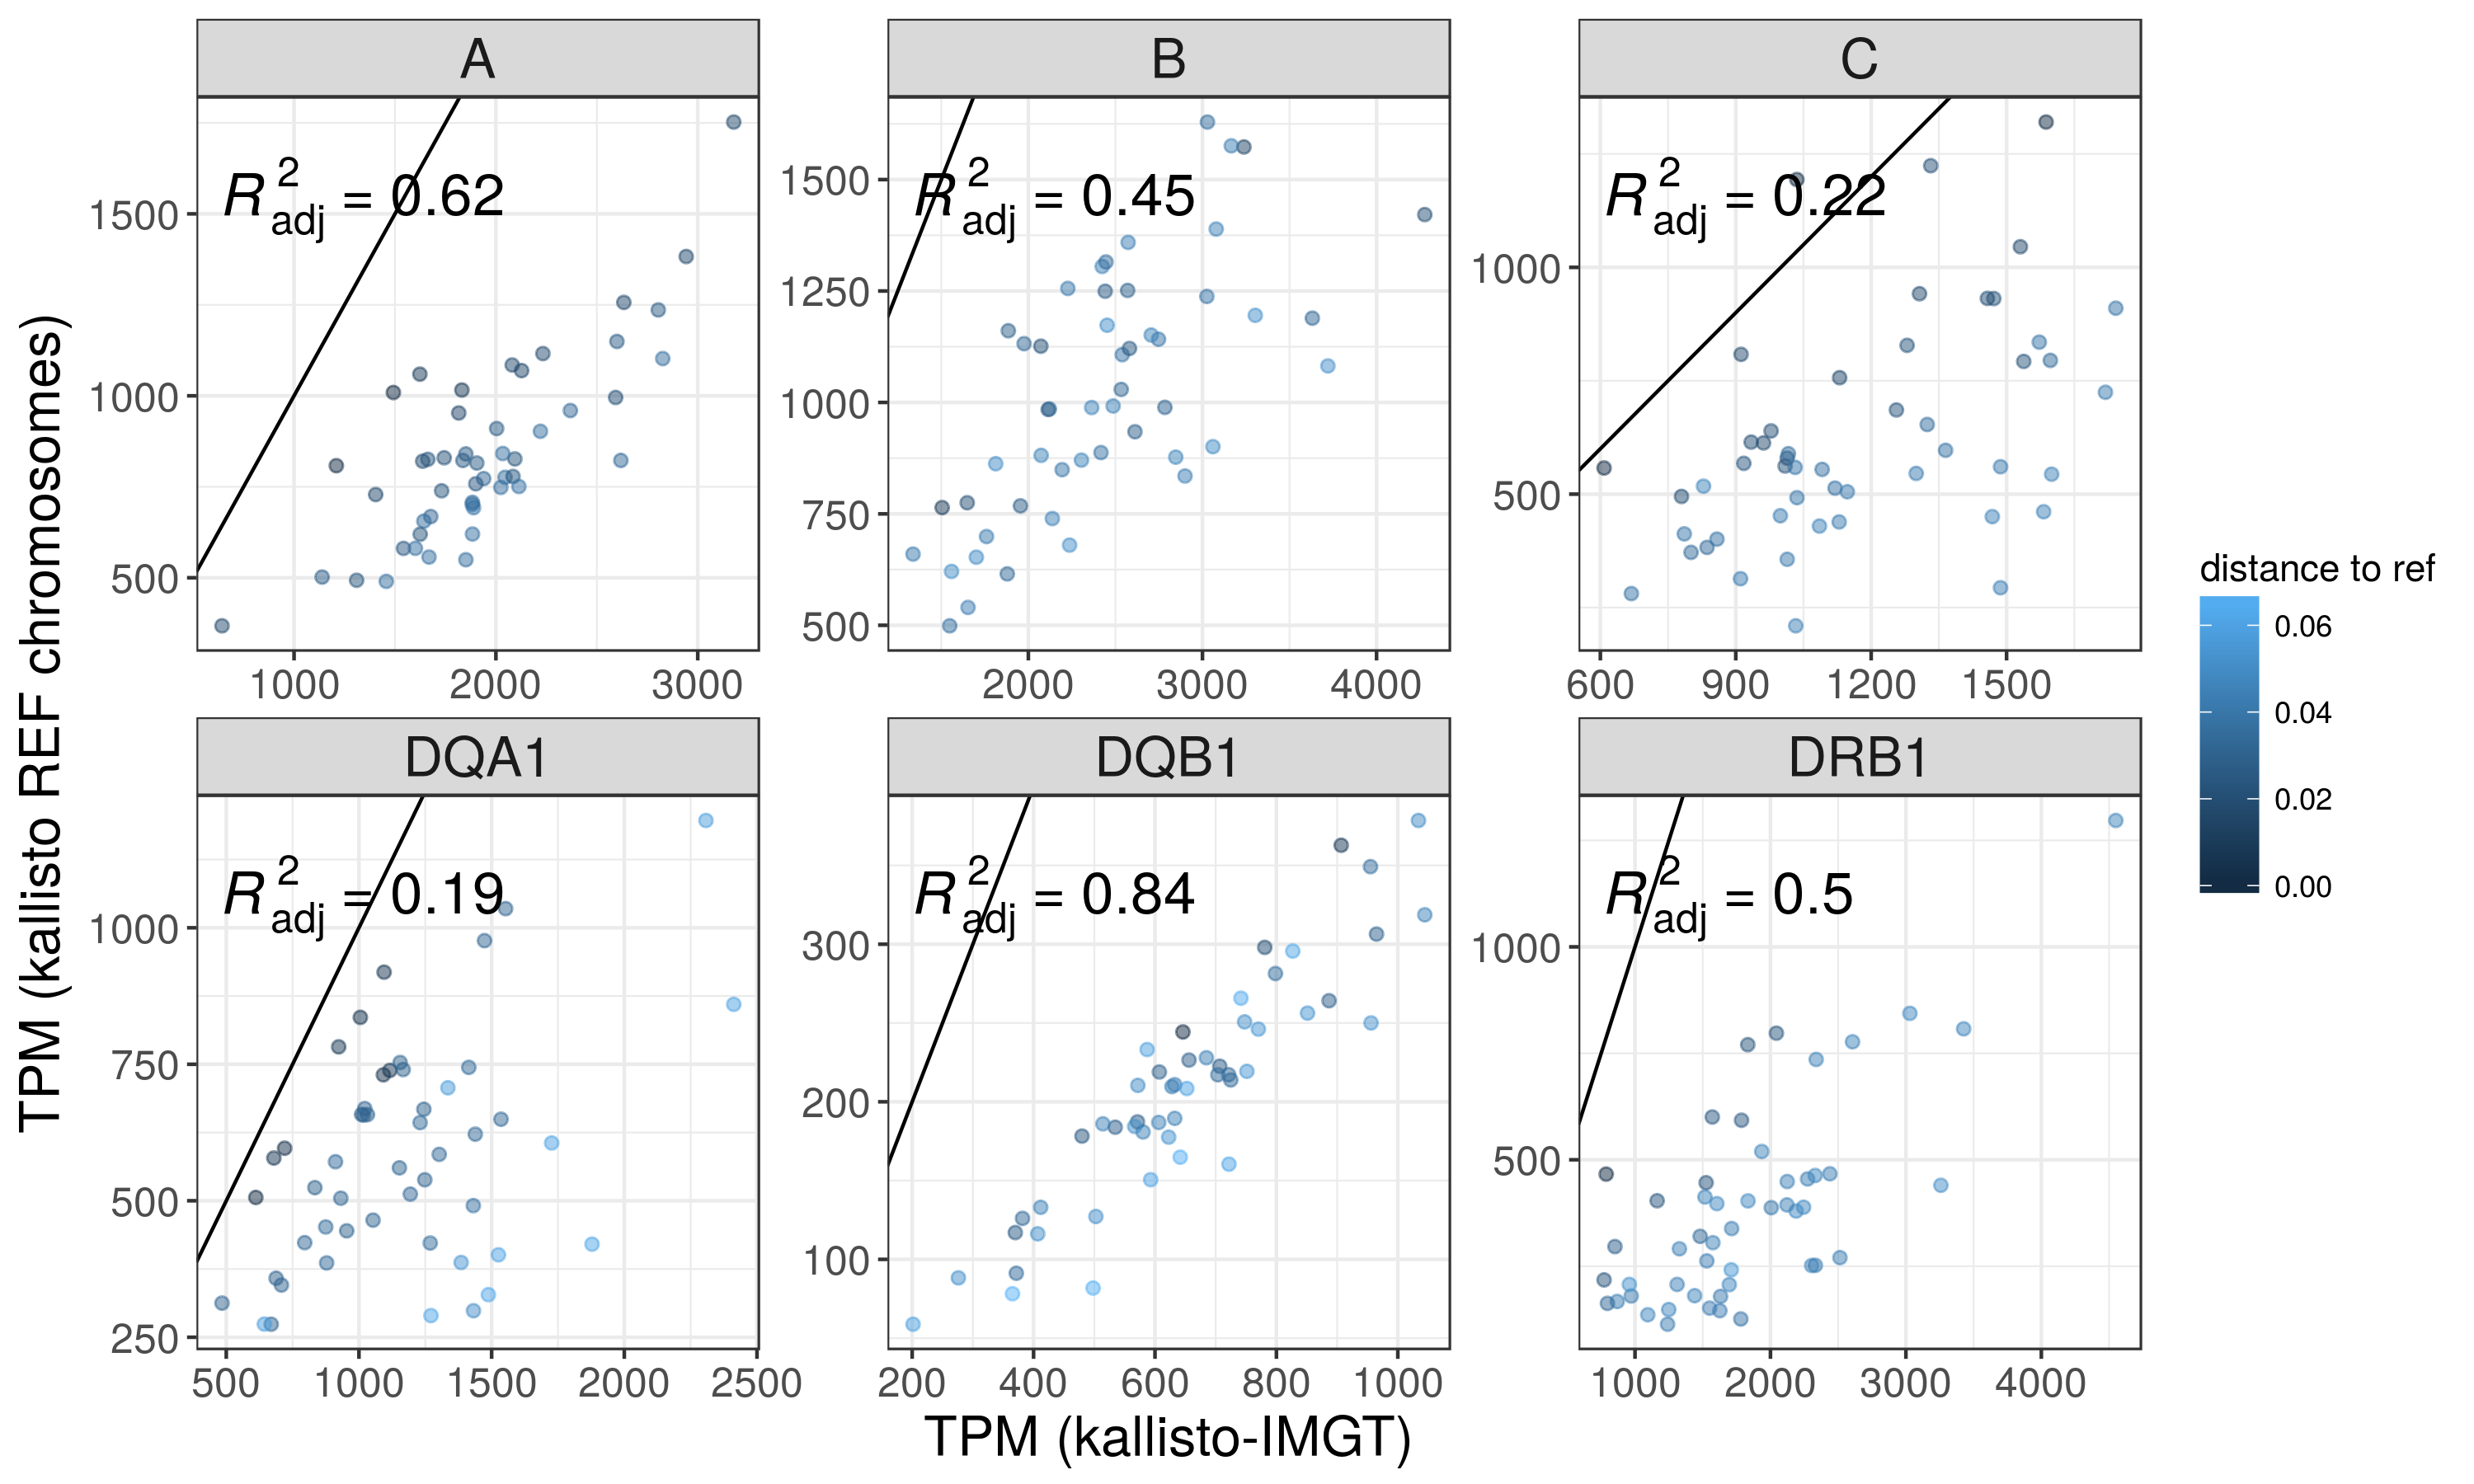 A
B
C
R²adj = 0.62
R²adj = 0.45
R²adj = 0.22
1500
1000
500
1500
1250
1000
750
500
1000
500
1000 2000 3000
2000 3000 4000
600 900 1200 1500
DQA1
DQB1
DRB1
R²adj = 0.19
R²adj = 0.84
R²adj = 0.5
1000
750
500
250
300
200
100
1000
500
500 1000 1500 2000 2500
200 400 600 800 1000
1000 2000 3000 4000
TPM (kallisto REF chromosomes)
TPM (kallisto-IMGT)
distance to ref
0.06
0.04
0.02
0.00